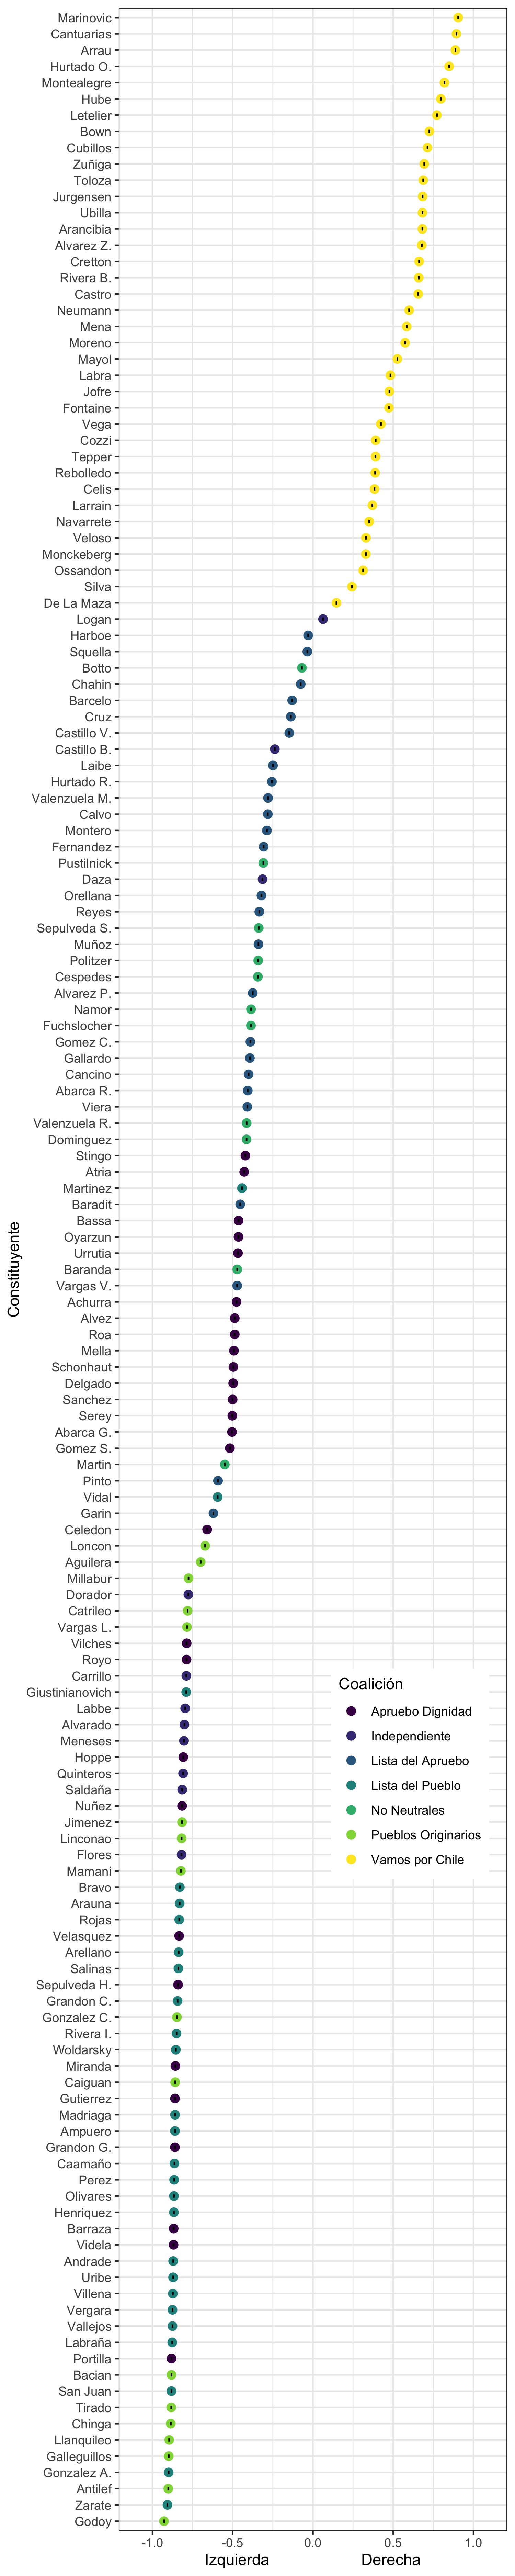 Marinovic
Cantuarias
Arrau
Hurtado O.
Montealegre
Hube
Letelier
Bown
Cubillos
Zuñiga
Toloza
Jurgensen
Ubilla
Arancibia
Alvarez Z.
Cretton
Rivera B.
Castro
Neumann
Mena
Moreno
Mayol
Labra
Jofre
Fontaine
Vega
Cozzi
Tepper
Rebolledo
Celis
Larrain
Navarrete
Veloso
Monckeberg
Ossandon
Silva
De La Maza
Logan
Harboe
Squella
Botto
Chahin
Barcelo
Cruz
Castillo V.
Castillo B.
Laibe
Hurtado R.
Valenzuela M.
Calvo
Montero
Fernandez
Pustilnick
Daza
Orellana
Reyes
Sepulveda S.
Muñoz
Politzer
Cespedes
Alvarez P.
Namor
Fuchslocher
Gomez C.
Gallardo
Cancino
Abarca R.
Viera
Valenzuela R.
Dominguez
Stingo
Atria
Martinez
Baradit
Bassa
Oyarzun
Urrutia
Baranda
Vargas V.
Achurra
Alvez
Roa
Mella
Schonhaut
Delgado
Sanchez
Serey
Abarca G.
Gomez S.
Martin
Pinto
Vidal
Garin
Celedon
Loncon
Aguilera
Millabur
Dorador
Catrileo
Vargas L.
Vilches
Royo
Carrillo
Giustinianovich
Labbe
Alvarado
Meneses
Hoppe
Quinteros
Saldaña
Nuñez
Jimenez
Linconao
Flores
Mamani
Bravo
Arauna
Rojas
Velasquez
Arellano
Salinas
Sepulveda H.
Grandon C.
Gonzalez C.
Rivera I.
Woldarsky
Miranda
Caiguan
Gutierrez
Madriaga
Ampuero
Grandon G.
Caamaño
Perez
Olivares
Henriquez
Barraza
Videla
Andrade
Uribe
Villena
Vergara
Vallejos
Labraña
Portilla
Bacian
San Juan
Tirado
Chinga
Llanquileo
Galleguillos
Gonzalez A.
Antilef
Zarate
Godoy
Constituyente
Coalición
Apruebo Dignidad
Independiente
Lista del Apruebo
Lista del Pueblo
No Neutrales
Pueblos Originarios
Vamos por Chile
-1.0 -0.5 0.0 0.5 1.0
Izquierda Derecha